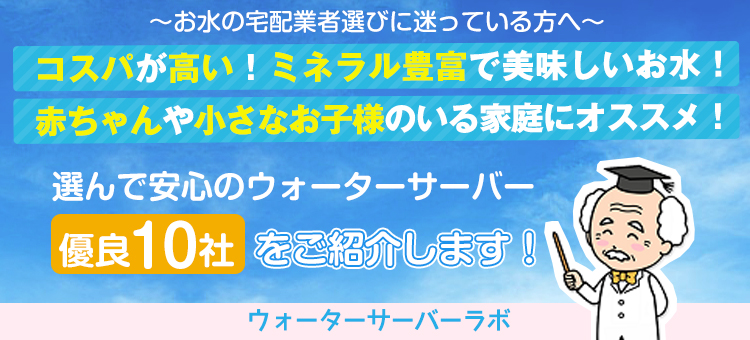 ～お水の宅配業者選びに迷っている方へ～
コスパが高い！ミネラル豊富で美味しいお水！
赤ちゃんや小さなお子様のいる家庭にオススメ！
選んで安心のウォーターサーバー
優良10社をご紹介します！
ウォーターサーバーラボ